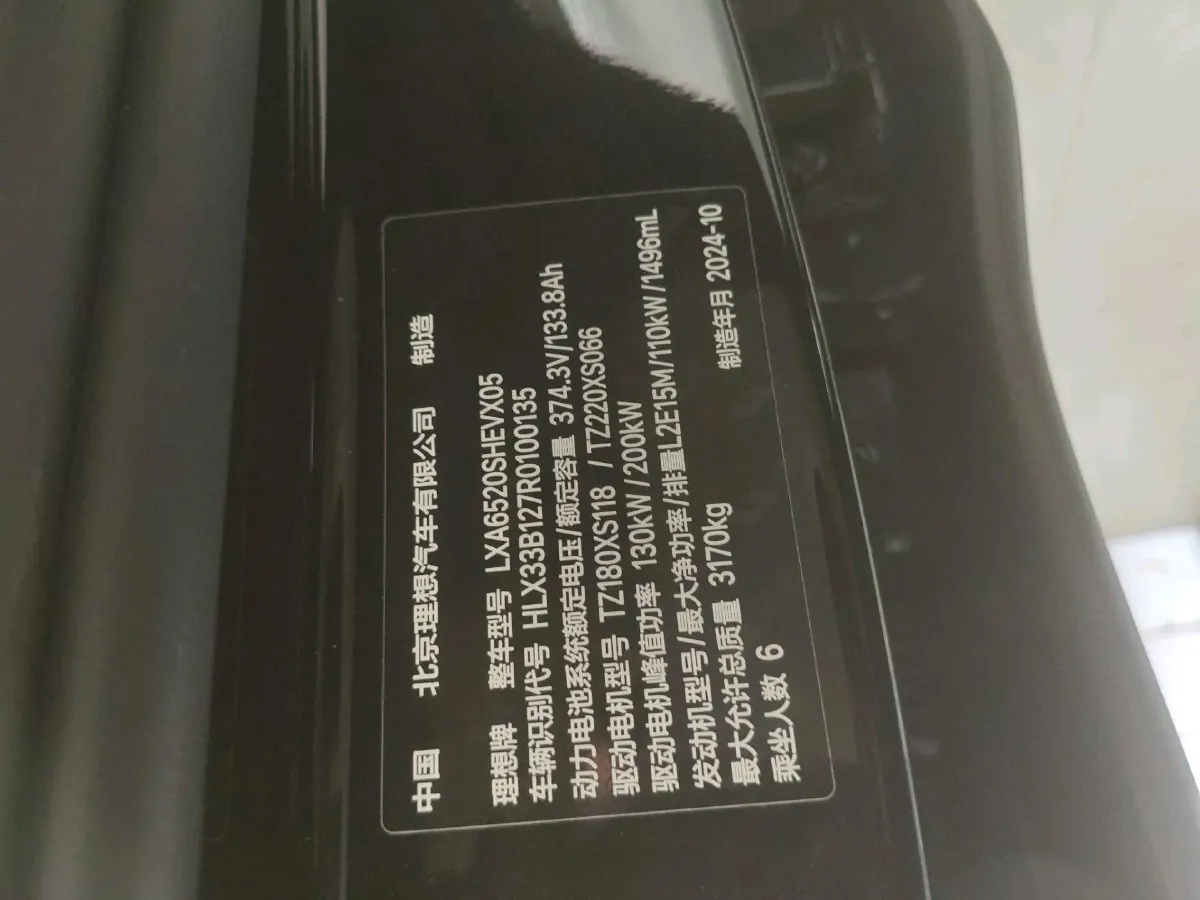 中国 北京理想汽车有限公司 制造
理想牌 整车型号 LXA6520SHEVX05
车辆识别代号 HLX33B127R0100135
动力电池系统额定电压/额定容量 374.3V/133.8Ah
驱动电机型号 TZ180XS118 / TZ220XS066
驱动电机峰值功率 130kW/200kW
发动机型号/最大净功率/排量L2E15M/110kW/1496mL
最大允许总质量 3170kg
乘坐人数 6 制造年月 2024-10